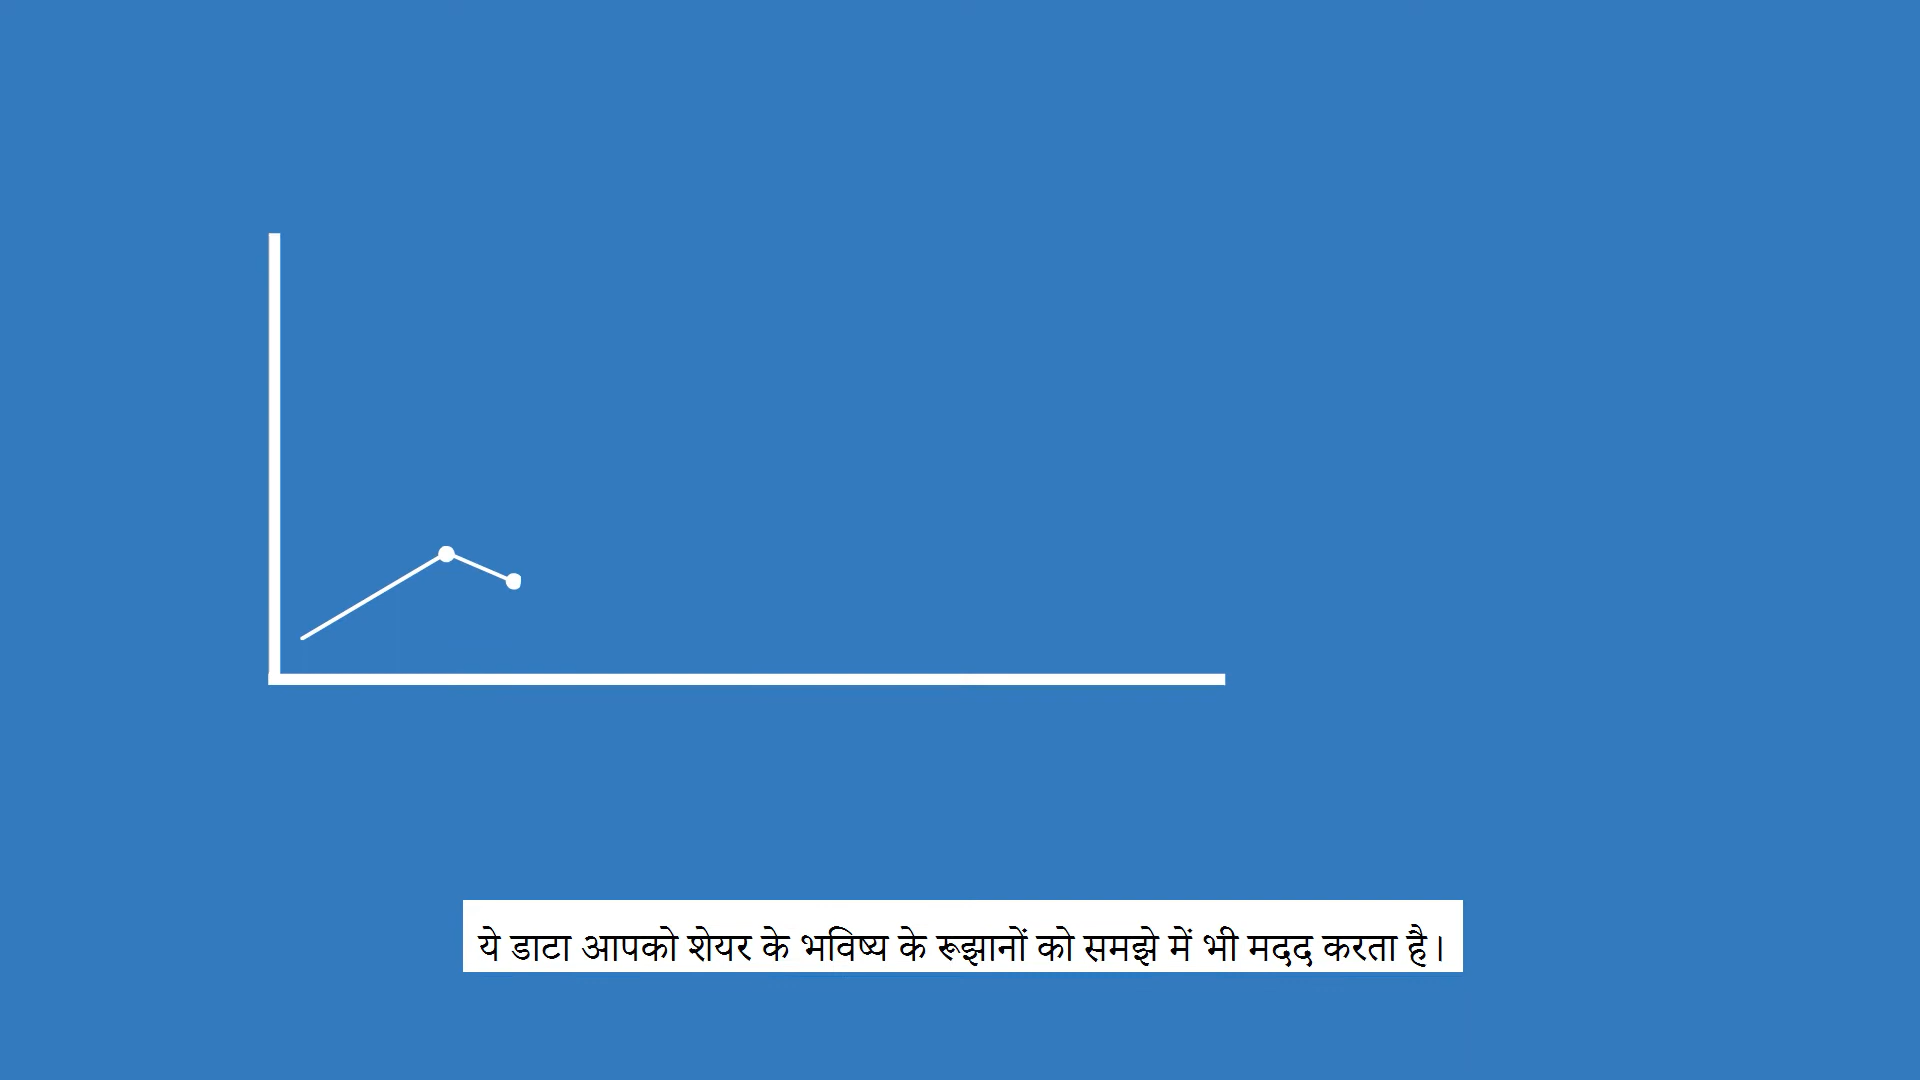 ये डाटा आपको शेयर के भविष्य के रूझानों को समझे में भी मदद करता है।